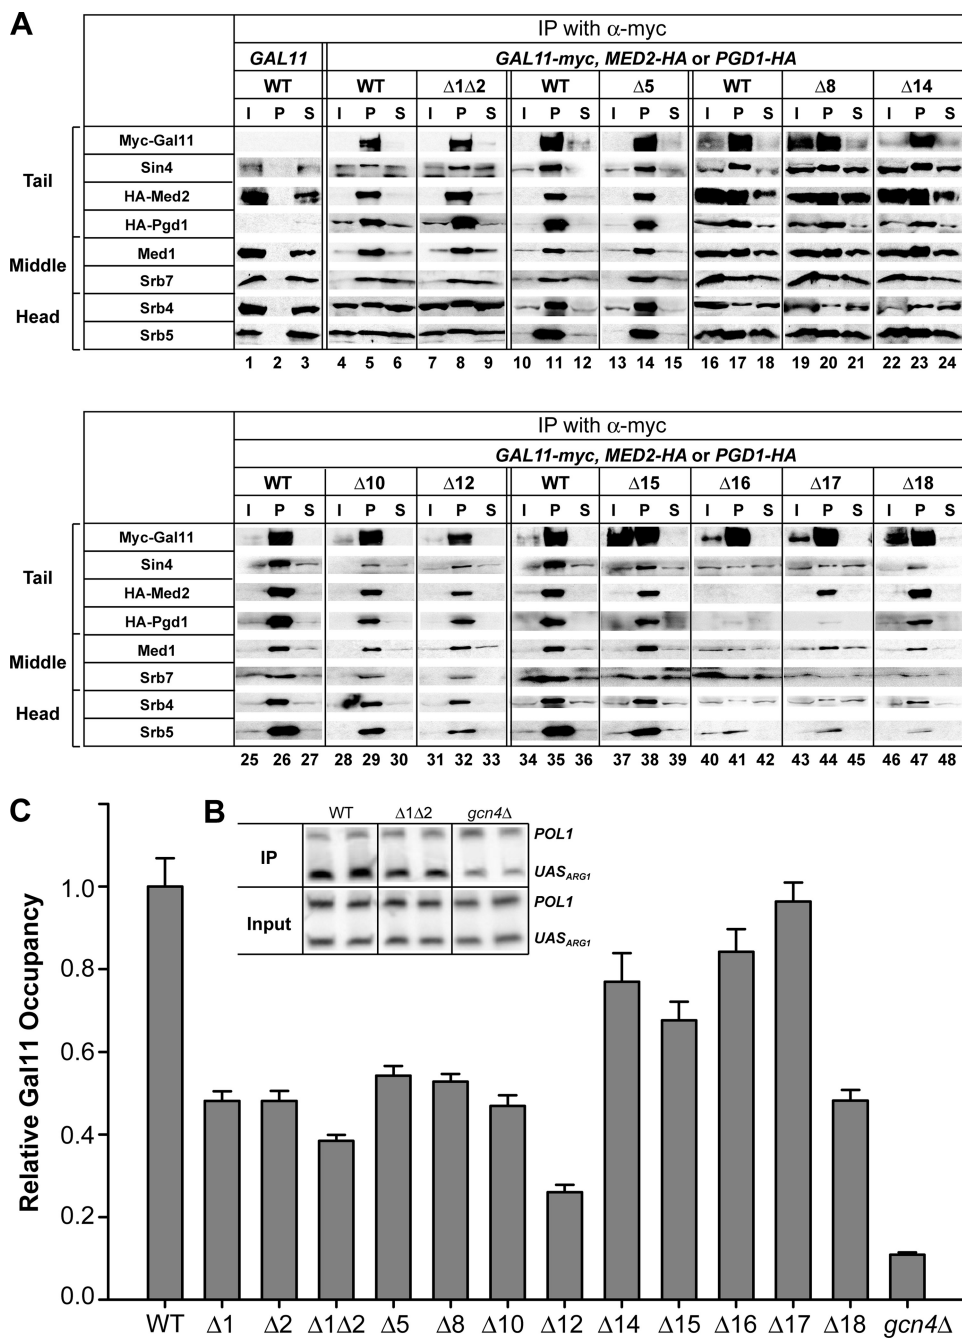 A
IP with α-myc
GAL11
GAL11-myc, MED2-HA or PGD1-HA
WT WT Δ1Δ2 WT Δ5 WT Δ8 Δ14
I P S I P S I P S I P S I P S I P S I P S I P S
Tail
Myc-Gal11
Sin4
HA-Med2
HA-Pgd1
Middle
Med1
Srb7
Head
Srb4
Srb5
1 2 3 4 5 6 7 8 9 10 11 12 13 14 15 16 17 18 19 20 21 22 23 24
IP with α-myc
GAL11-myc, MED2-HA or PGD1-HA
WT Δ10 Δ12 WT Δ15 Δ16 Δ17 Δ18
I P S I P S I P S I P S I P S I P S I P S I P S
Tail
Myc-Gal11
Sin4
HA-Med2
HA-Pgd1
Middle
Med1
Srb7
Head
Srb4
Srb5
25 26 27 28 29 30 31 32 33 34 35 36 37 38 39 40 41 42 43 44 45 46 47 48
C
B
WT Δ1Δ2 gcn4Δ
IP
POL1
UASARG1
Input
POL1
UASARG1
Relative Gal11 Occupancy
1.0
0.8
0.6
0.4
0.2
0.0
WT Δ1 Δ2 Δ1Δ2 Δ5 Δ8 Δ10 Δ12 Δ14 Δ15 Δ16 Δ17 Δ18 gcn4Δ